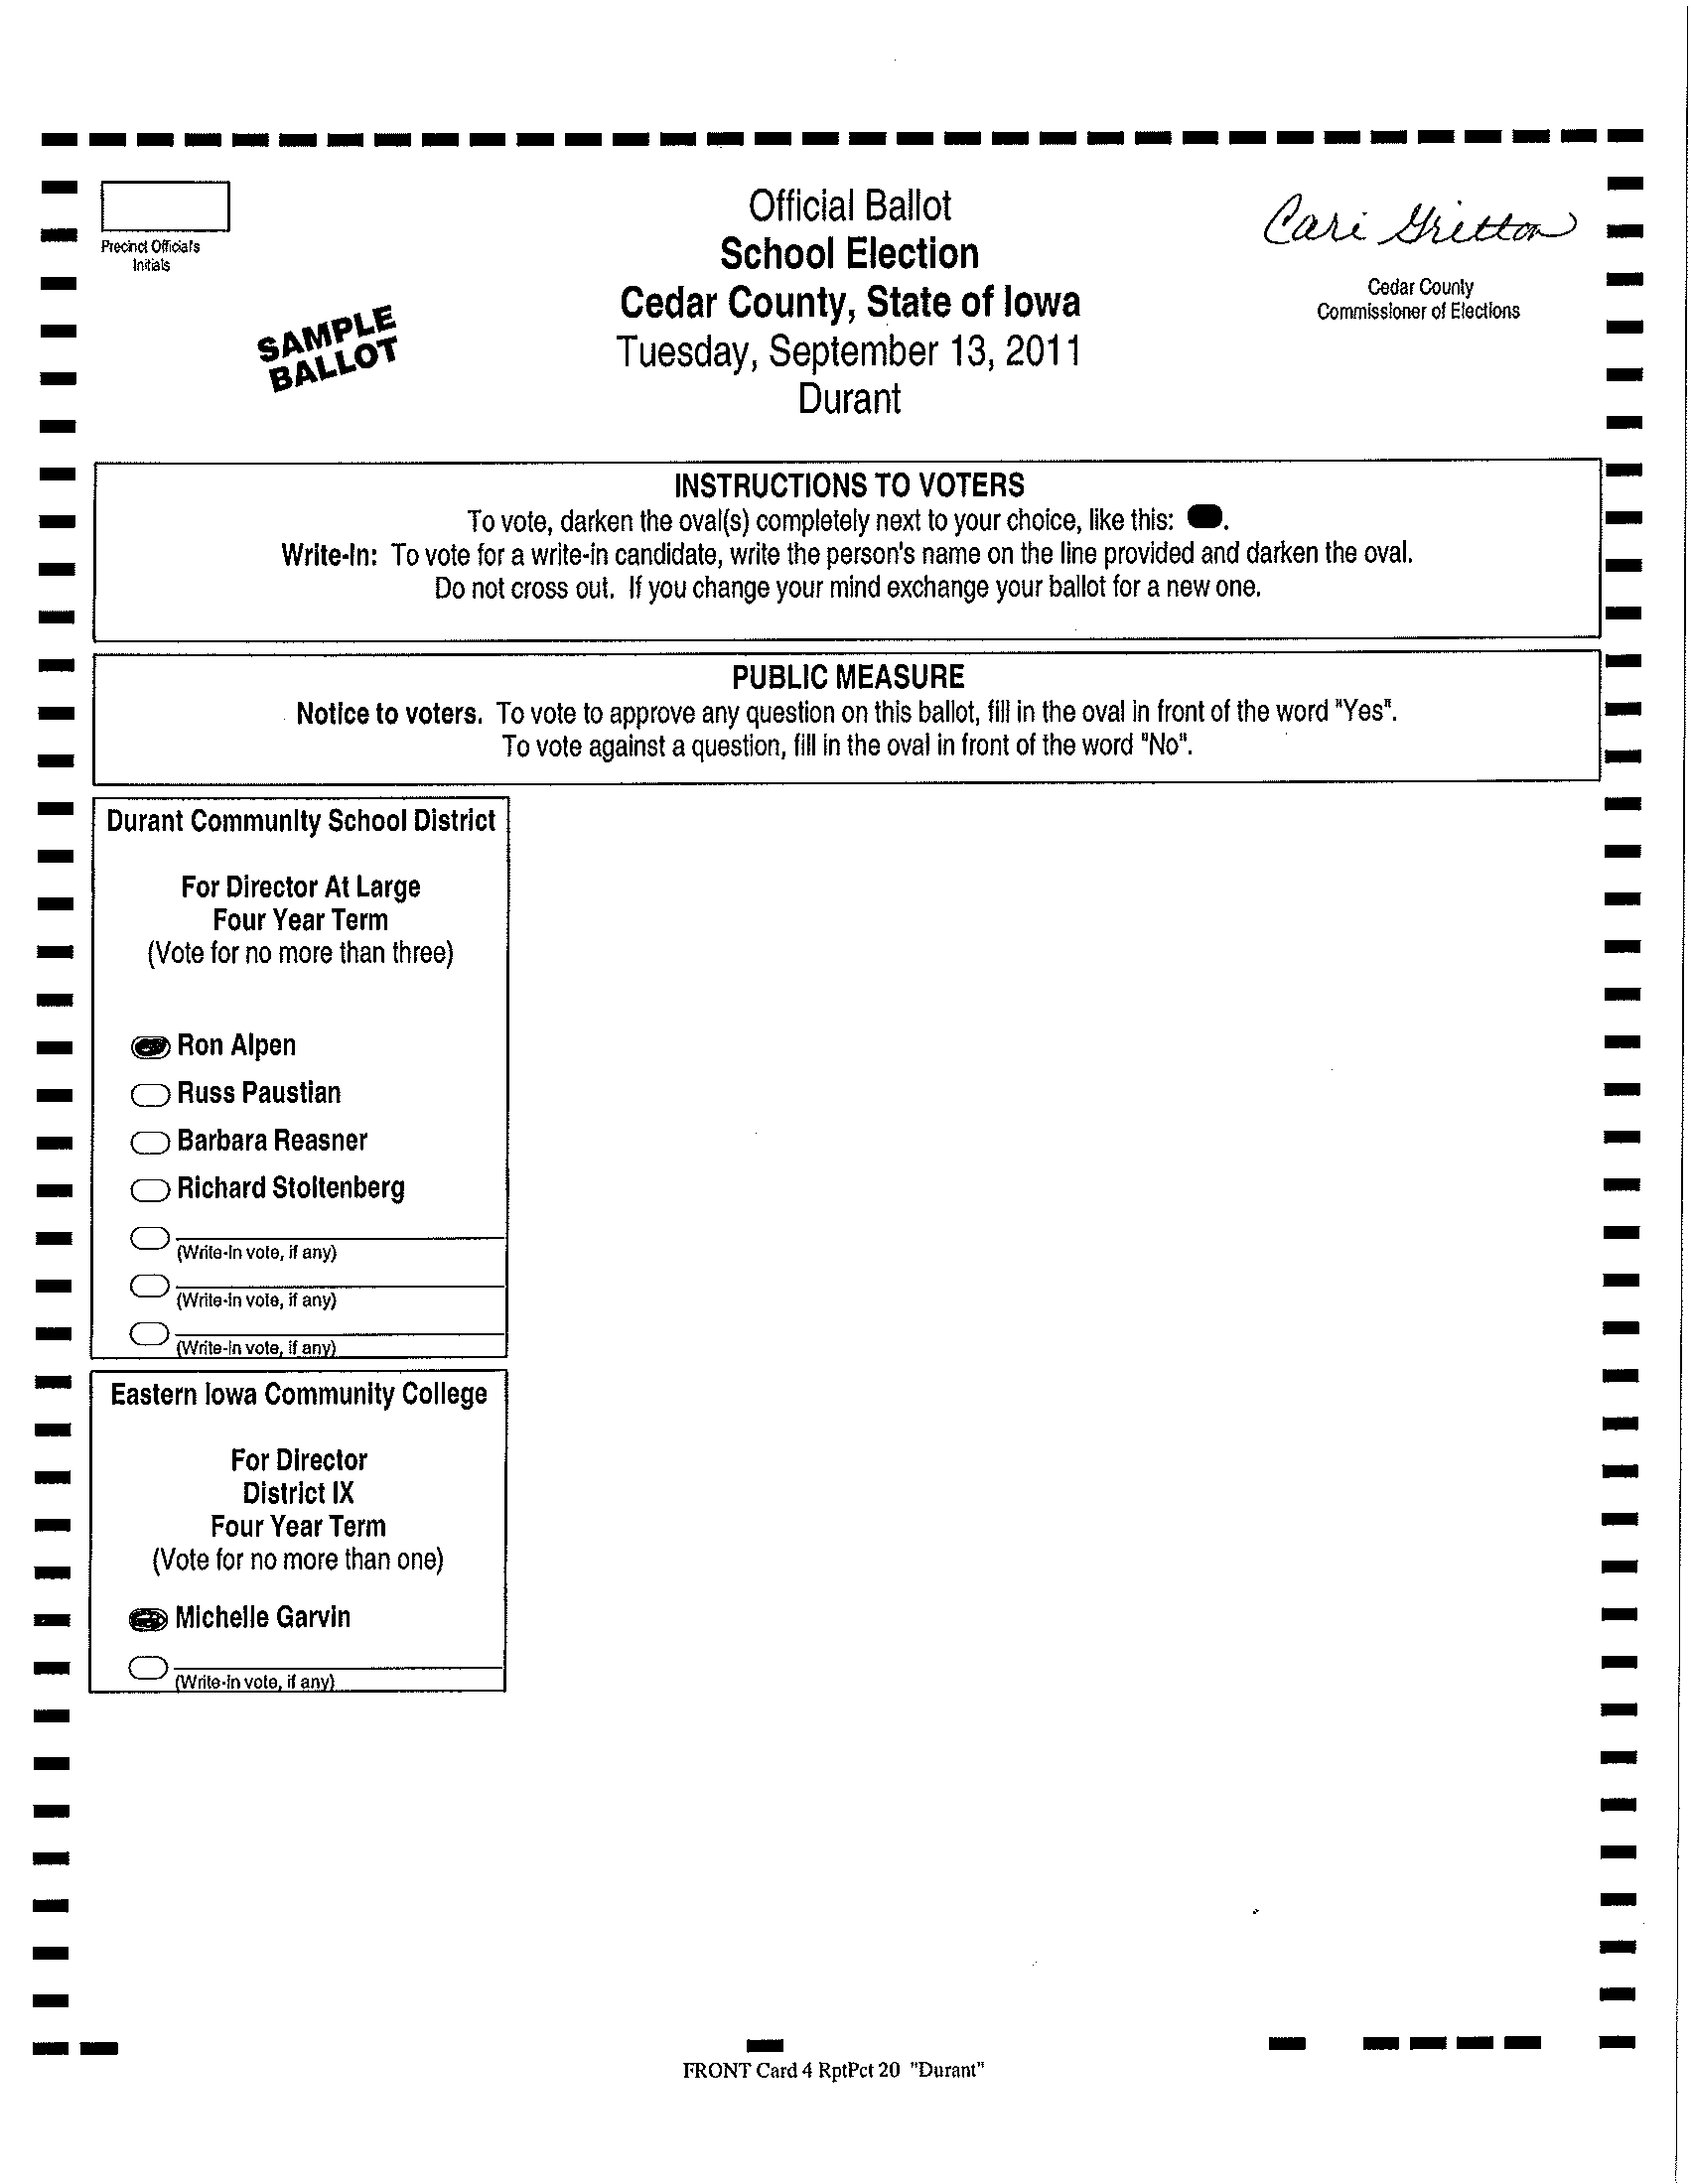 Official Ballot
School Election
Cedar County, State of Iowa
Tuesday, September 13, 2011
Durant
Precinct Official's
Initials
SAMPLE
BALLOT
Cari Gritton
Cedar County
Commissioner of Elections
INSTRUCTIONS TO VOTERS
To vote, darken the oval(s) completely next to your choice, like this: .
Write-In: To vote for a write-in candidate, write the person's name on the line provided and darken the oval.
Do not cross out. If you change your mind exchange your ballot for a new one.
PUBLIC MEASURE
Notice to voters. To vote to approve any question on this ballot, fill in the oval in front of the word "Yes".
To vote against a question, fill in the oval in front of the word "No".
Durant Community School District
For Director At Large
Four Year Term
(Vote for no more than three)
Ron Alpen
Russ Paustian
Barbara Reasner
Richard Stoltenberg
(Write-in vote, if any)
(Write-in vote, if any)
(Write-in vote, if any)
Eastern Iowa Community College
For Director
District IX
Four Year Term
(Vote for no more than one)
Michelle Garvin
(Write-in vote, if any)
FRONT Card 4 RptPct 20 "Durant"